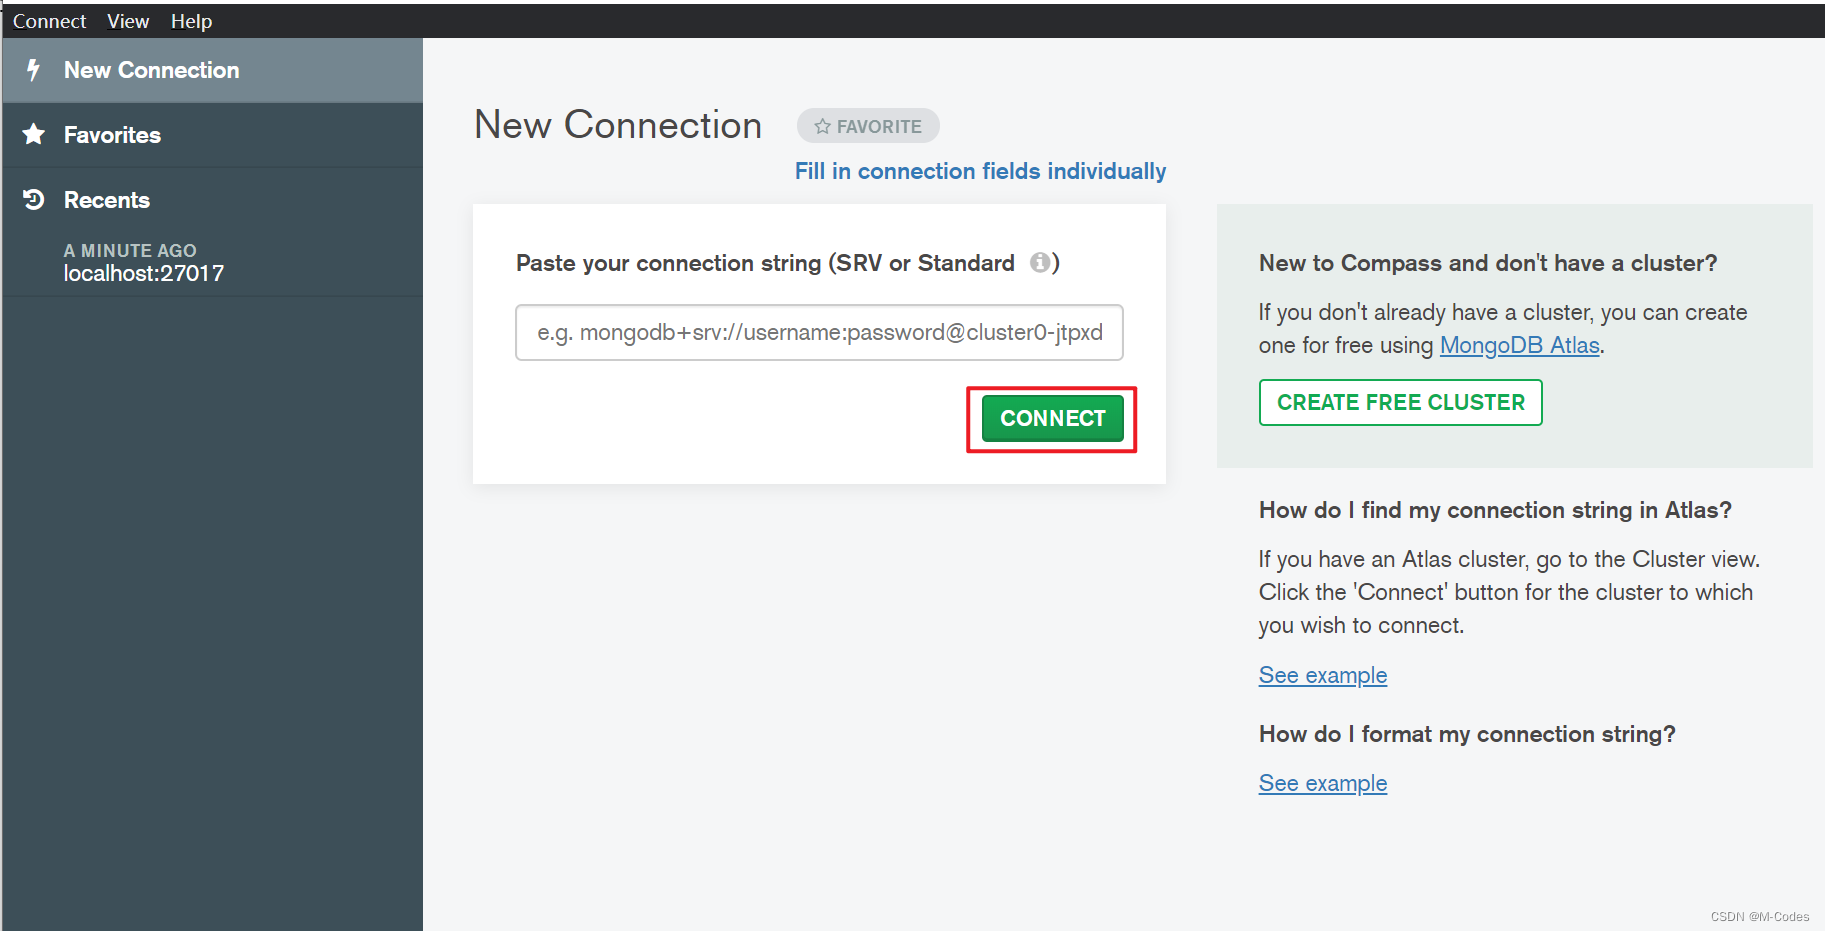 Connect View Help
New Connection
Favorites
Recents
A MINUTE AGO
localhost:27017
New Connection
FAVORITE
Fill in connection fields individually
Paste your connection string (SRV or Standard )
e.g. mongodb+srv://username:password@cluster0-jtpxd
CONNECT
New to Compass and don't have a cluster?
If you don't already have a cluster, you can create
one for free using MongoDB Atlas.
CREATE FREE CLUSTER
How do I find my connection string in Atlas?
If you have an Atlas cluster, go to the Cluster view.
Click the 'Connect' button for the cluster to which
you wish to connect.
See example
How do I format my connection string?
See example
CSDN @M-Codes